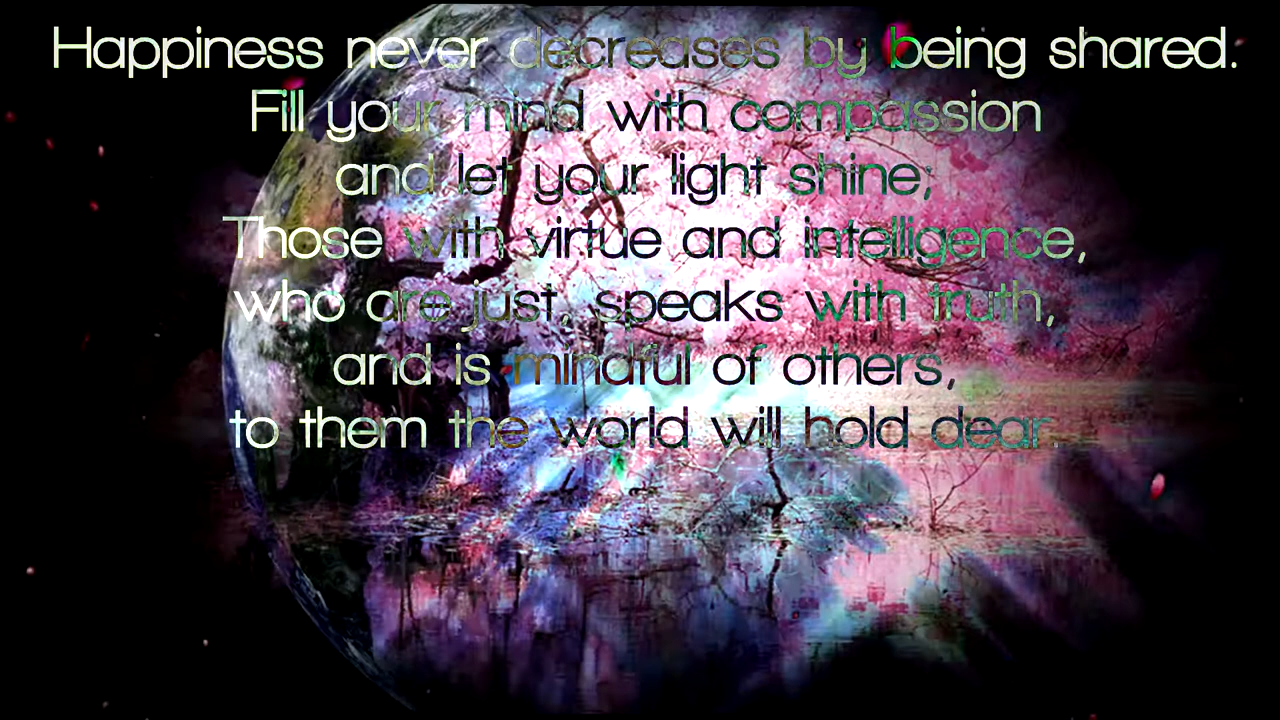 Happiness never decreases by being shared.
Fill your mind with compassion
and let your light shine;
Those with virtue and intelligence,
who are just, speaks with truth,
and is mindful of others,
to them the world will hold dear.